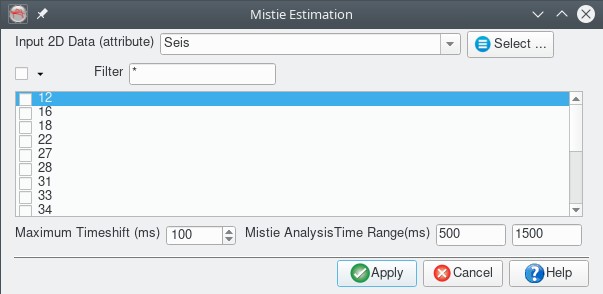 Mistie Estimation
Input 2D Data (attribute) Seis Select ...
Filter *
12
16
18
22
27
28
31
33
34
Maximum Timeshift (ms) 100 Mistie AnalysisTime Range(ms) 500 1500
Apply Cancel Help